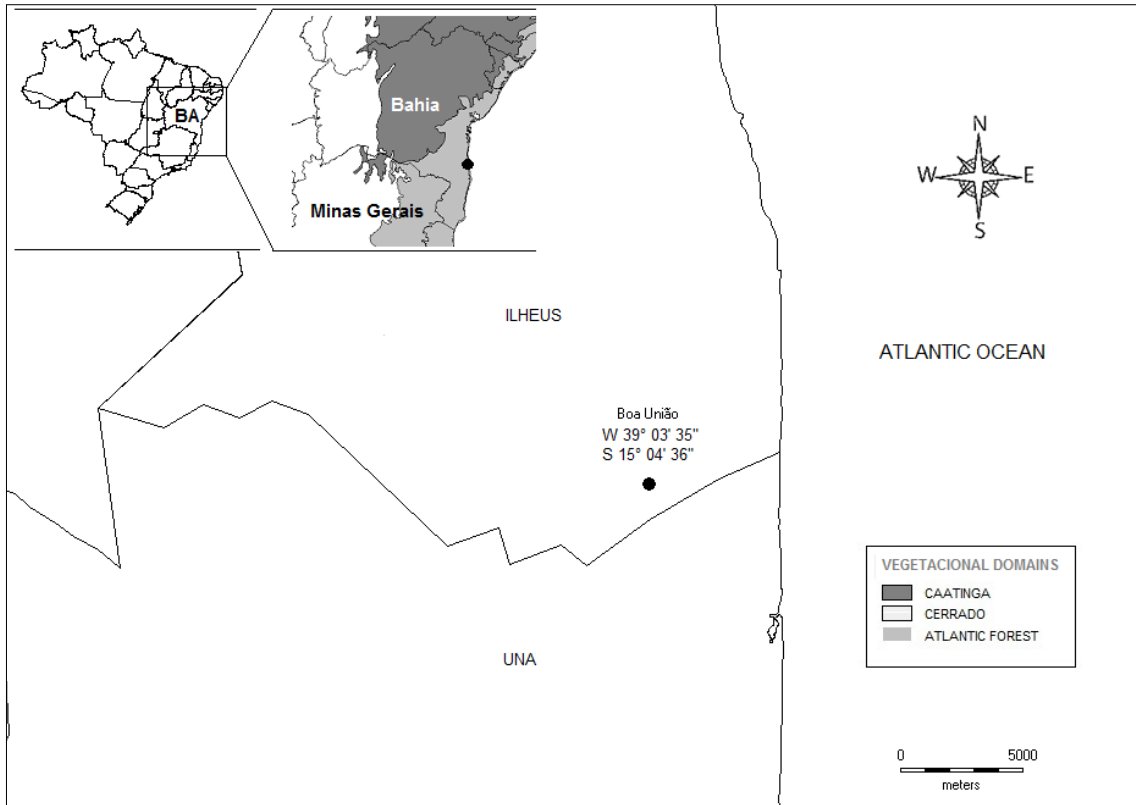 BA
Bahia
Minas Gerais
N
W
E
S
ILHEUS
ATLANTIC OCEAN
Boa União
W 39° 03' 35"
S 15° 04' 36"
VEGETACIONAL DOMAINS
CAATINGA
CERRADO
ATLANTIC FOREST
UNA
0 5000
meters